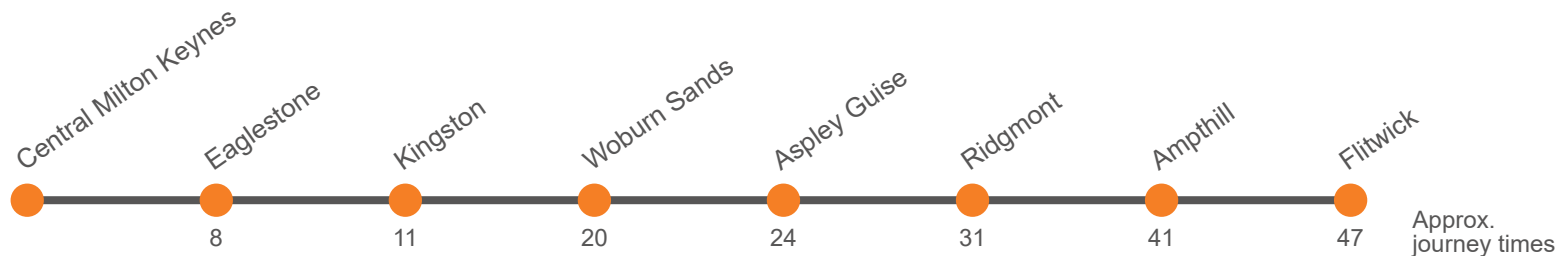 Central Milton Keynes
Eaglestone
Kingston
Woburn Sands
Aspley Guise
Ridgmont
Ampthill
Flitwick
8
11
20
24
31
41
47
Approx.
journey times